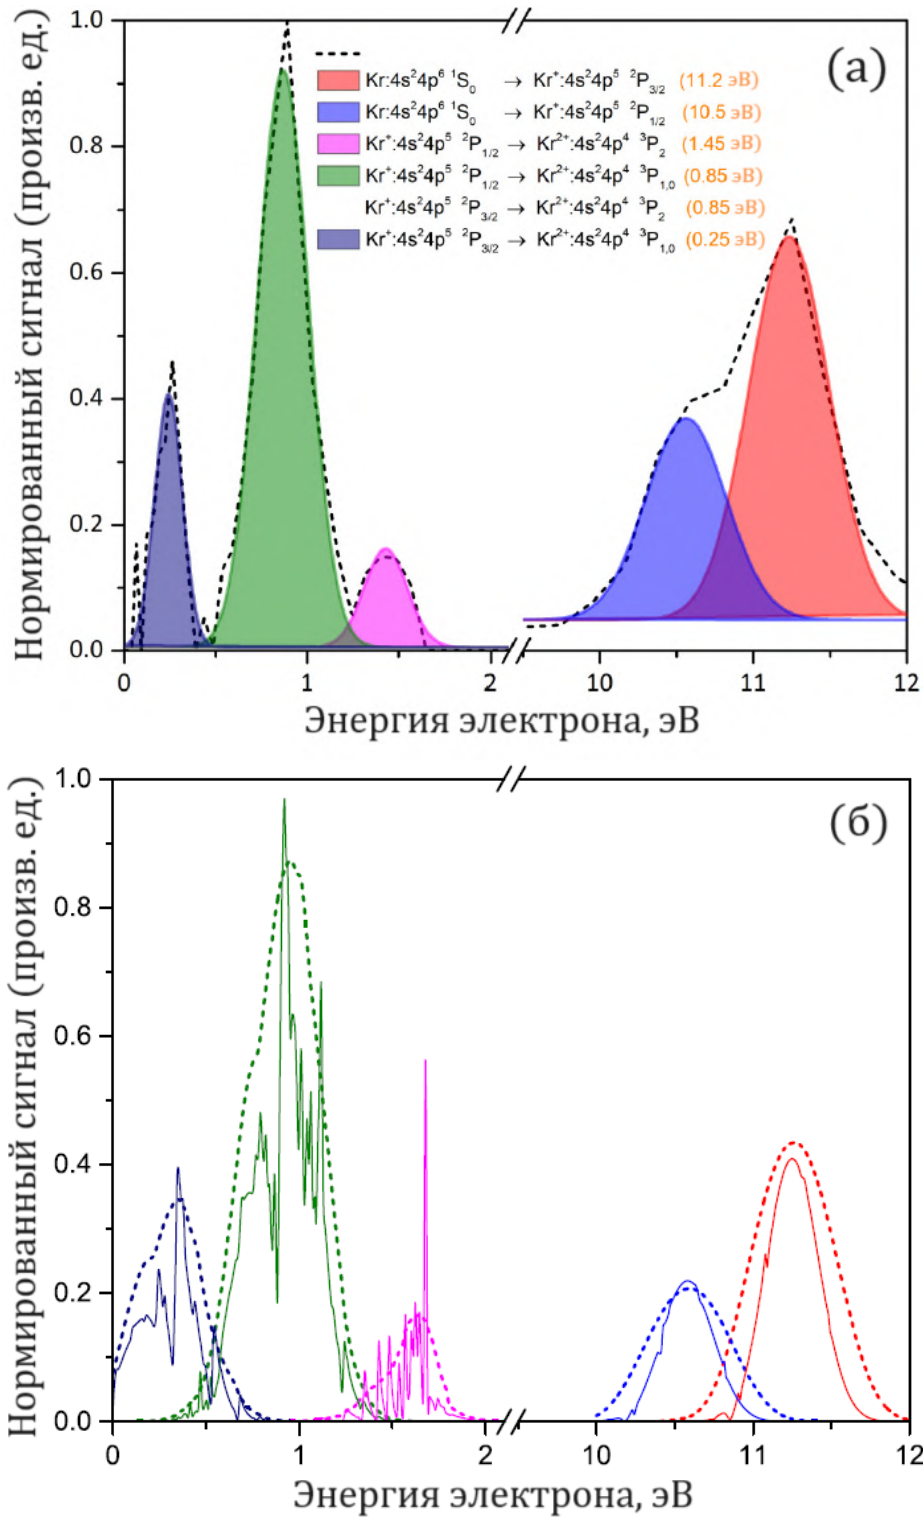 Нормированный сигнал (произв. ед.)
1.0
0.8
0.6
0.4
0.2
0.0
(а)
Kr:4s²4p⁶ ¹S₀ → Kr⁺:4s²4p⁵ ²P₃/₂ (11.2 эВ)
Kr:4s²4p⁶ ¹S₀ → Kr⁺:4s²4p⁵ ²P₁/₂ (10.5 эВ)
Kr⁺:4s²4p⁵ ²P₁/₂ → Kr²⁺:4s²4p⁴ ³P₂ (1.45 эВ)
Kr⁺:4s²4p⁵ ²P₁/₂ → Kr²⁺:4s²4p⁴ ³P₁,₀ (0.85 эВ)
Kr⁺:4s²4p⁵ ²P₃/₂ → Kr²⁺:4s²4p⁴ ³P₂ (0.85 эВ)
Kr⁺:4s²4p⁵ ²P₃/₂ → Kr²⁺:4s²4p⁴ ³P₁,₀ (0.25 эВ)
0 1 2 10 11 12
Энергия электрона, эВ
Нормированный сигнал (произв. ед.)
1.0
0.8
0.6
0.4
0.2
0.0
(б)
0 1 2 10 11 12
Энергия электрона, эВ